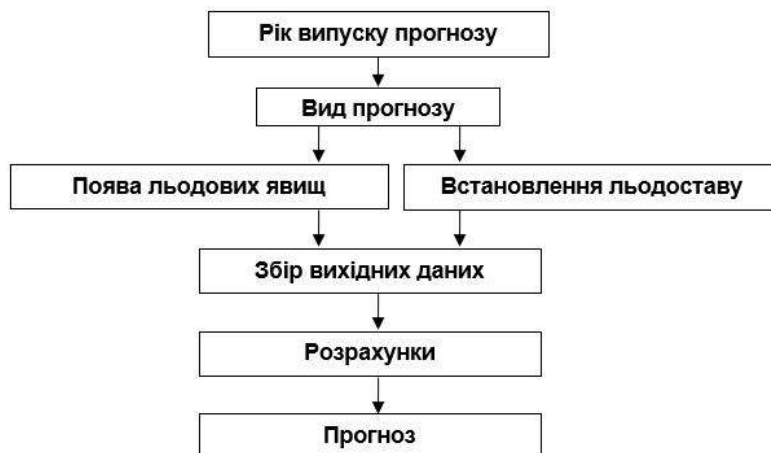 Рік випуску прогнозу
Вид прогнозу
Поява льодових явищ
Встановлення льодоставу
Збір вихідних даних
Розрахунки
Прогноз